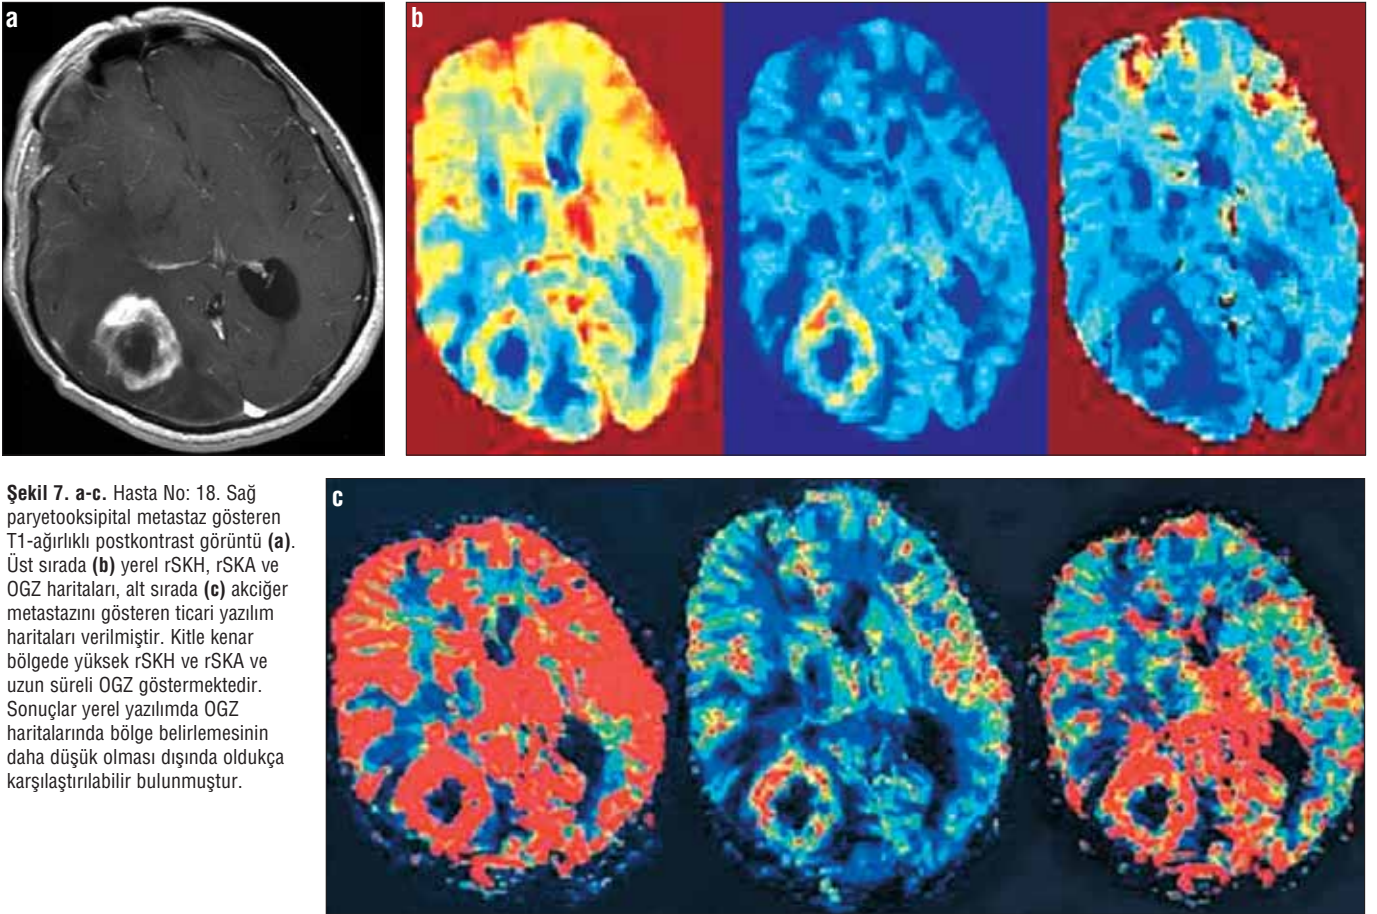 a
b
Şekil 7. a-c. Hasta No: 18. Sağ
paryetooksipital metastaz gösteren
T1-ağırlıklı postkontrast görüntü (a).
Üst sırada (b) yerel rSKH, rSKA ve
OGZ haritaları, alt sırada (c) akciğer
metastazını gösteren ticari yazılım
haritaları verilmiştir. Kitle kenar
bölgede yüksek rSKH ve rSKA ve
uzun süreli OGZ göstermektedir.
Sonuçlar yerel yazılımda OGZ
haritalarında bölge belirlemesinin
daha düşük olması dışında oldukça
karşılaştırılabilir bulunmuştur.
c